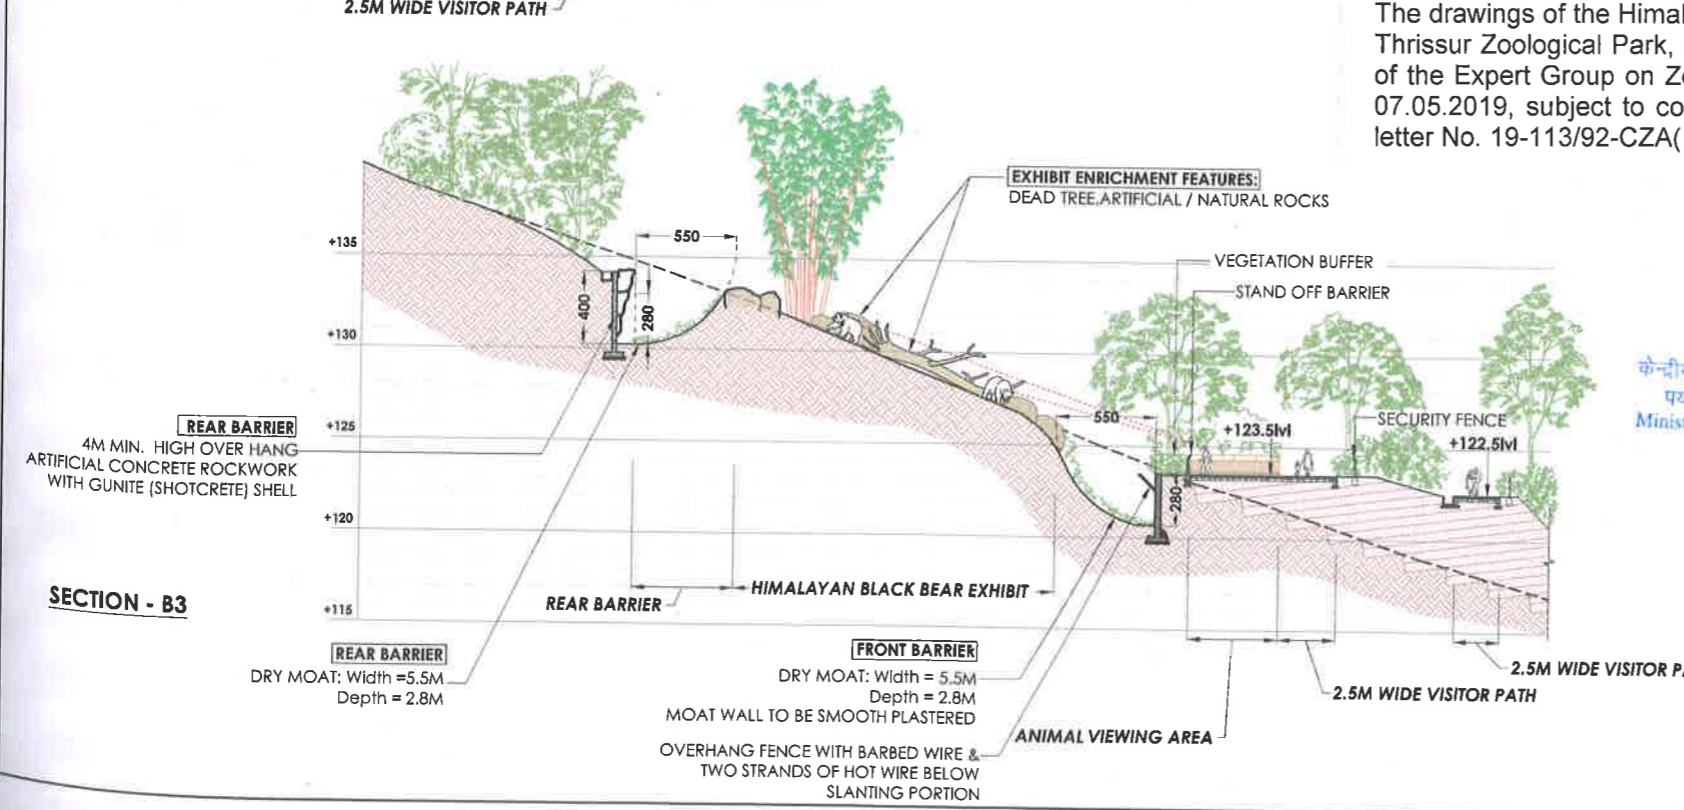 2.5M WIDE VISITOR PATH
The drawings of the
Thrissur Zoological Park,
of the Expert Group on
07.05.2019, subject to
letter No. 19-113/92-CZA(
EXHIBIT ENRICHMENT FEATURES:
DEAD TREE,ARTIFICIAL / NATURAL ROCKS
+135
550
VEGETATION BUFFER
STAND OFF BARRIER
400
280
+130
REAR BARRIER
4M MIN. HIGH OVER HANG
ARTIFICIAL CONCRETE ROCKWORK
WITH GUNITE (SHOTCRETE) SHELL
+125
550
+123.5lvl
SECURITY FENCE
+122.5lvl
280
+120
SECTION - B3
+115
REAR BARRIER
HIMALAYAN BLACK BEAR EXHIBIT
REAR BARRIER
DRY MOAT: Width =5.5M
Depth = 2.8M
FRONT BARRIER
DRY MOAT: Width = 5.5M
Depth = 2.8M
MOAT WALL TO BE SMOOTH PLASTERED
OVERHANG FENCE WITH BARBED WIRE &
TWO STRANDS OF HOT WIRE BELOW
SLANTING PORTION
ANIMAL VIEWING AREA
2.5M WIDE VISITOR PATH
2.5M WIDE VISITOR